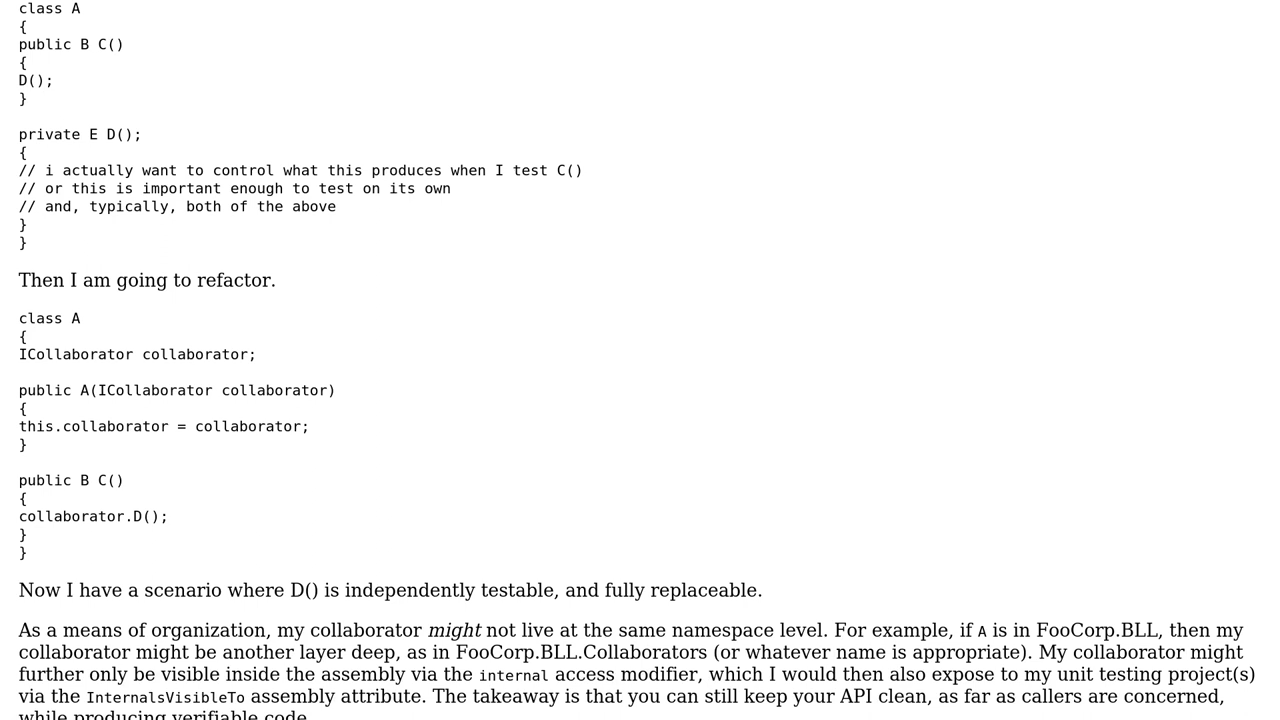 class A
{
public B C()
{
D();
}

private E D();
{
// i actually want to control what this produces when I test C()
// or this is important enough to test on its own
// and, typically, both of the above
}
}

Then I am going to refactor.

class A
{
ICollaborator collaborator;

public A(ICollaborator collaborator)
{
this.collaborator = collaborator;
}

public B C()
{
collaborator.D();
}
}

Now I have a scenario where D() is independently testable, and fully replaceable.

As a means of organization, my collaborator might not live at the same namespace level. For example, if A is in FooCorp.BLL, then my
collaborator might be another layer deep, as in FooCorp.BLL.Collaborators (or whatever name is appropriate). My collaborator might
further only be visible inside the assembly via the internal access modifier, which I would then also expose to my unit testing project(s)
via the InternalsVisibleTo assembly attribute. The takeaway is that you can still keep your API clean, as far as callers are concerned,
while producing verifiable code.